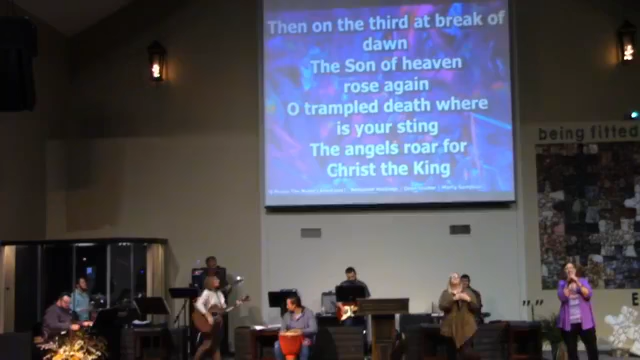 Then on the third at break of
dawn
The Son of heaven
rose again
O trampled death where
is your sting
The angels roar for
Christ the King
being fitted